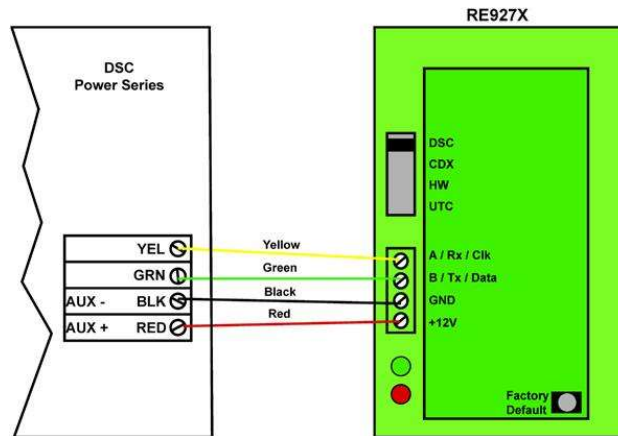 RE927X
DSC
Power Series
DSC
CDX
HW
UTC
YEL
Yellow
A / Rx / Clk
GRN
Green
B / Tx / Data
AUX - BLK
Black
GND
AUX + RED
Red
+12V
Factory
Default